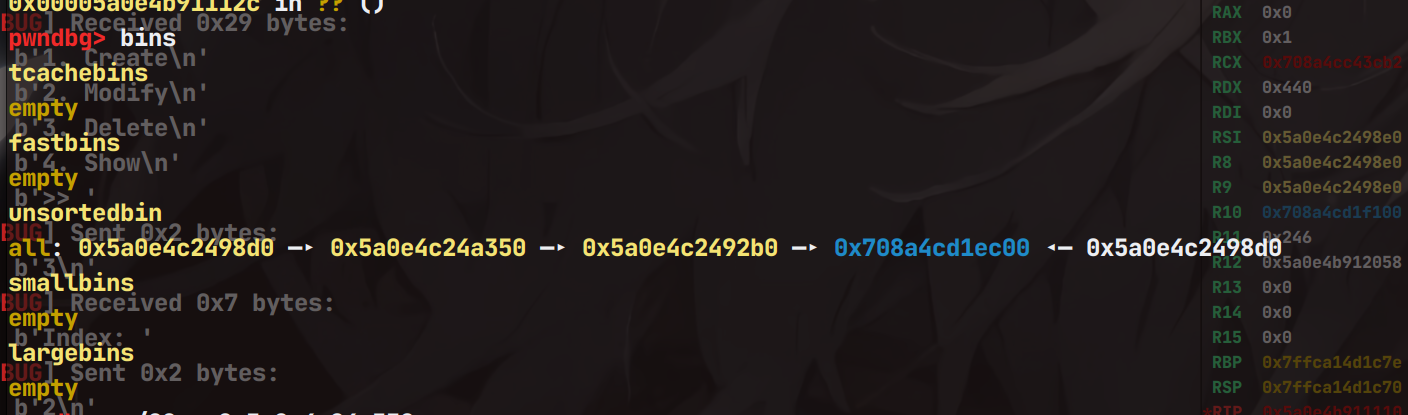 0x00005a0e4b91112c in ?? ()
BUG] Received 0x29 bytes:
pwndbg> bins
b'1. Create\n'
tcachebins
b'2. Modify\n'
empty
b'3. Delete\n'
fastbins
b'4. Show\n'
empty
b'>> '
unsortedbin
BUG] Sent 0x2 bytes:
all: 0x5a0e4c2498d0 —▸ 0x5a0e4c24a350 —▸ 0x5a0e4c2492b0 —▸ 0x708a4cd1ec00 ◂— 0x5a0e4c2498d0
b'3\n'
smallbins
BUG] Received 0x7 bytes:
empty
b'Index: '
largebins
BUG] Sent 0x2 bytes:
empty
b'2\n'
RAX 0x0
RBX 0x1
RCX 0x708a4cc43eb2
RDX 0x440
RDI 0x0
RSI 0x5a0e4c2498e0
R8 0x5a0e4c2498e0
R9 0x5a0e4c2498e0
R10 0x708a4cd1f100
R11 0x246
R12 0x5a0e4b912058
R13 0x0
R14 0x0
R15 0x0
RBP 0x7ffca14d1c7e
RSP 0x7ffca14d1c70